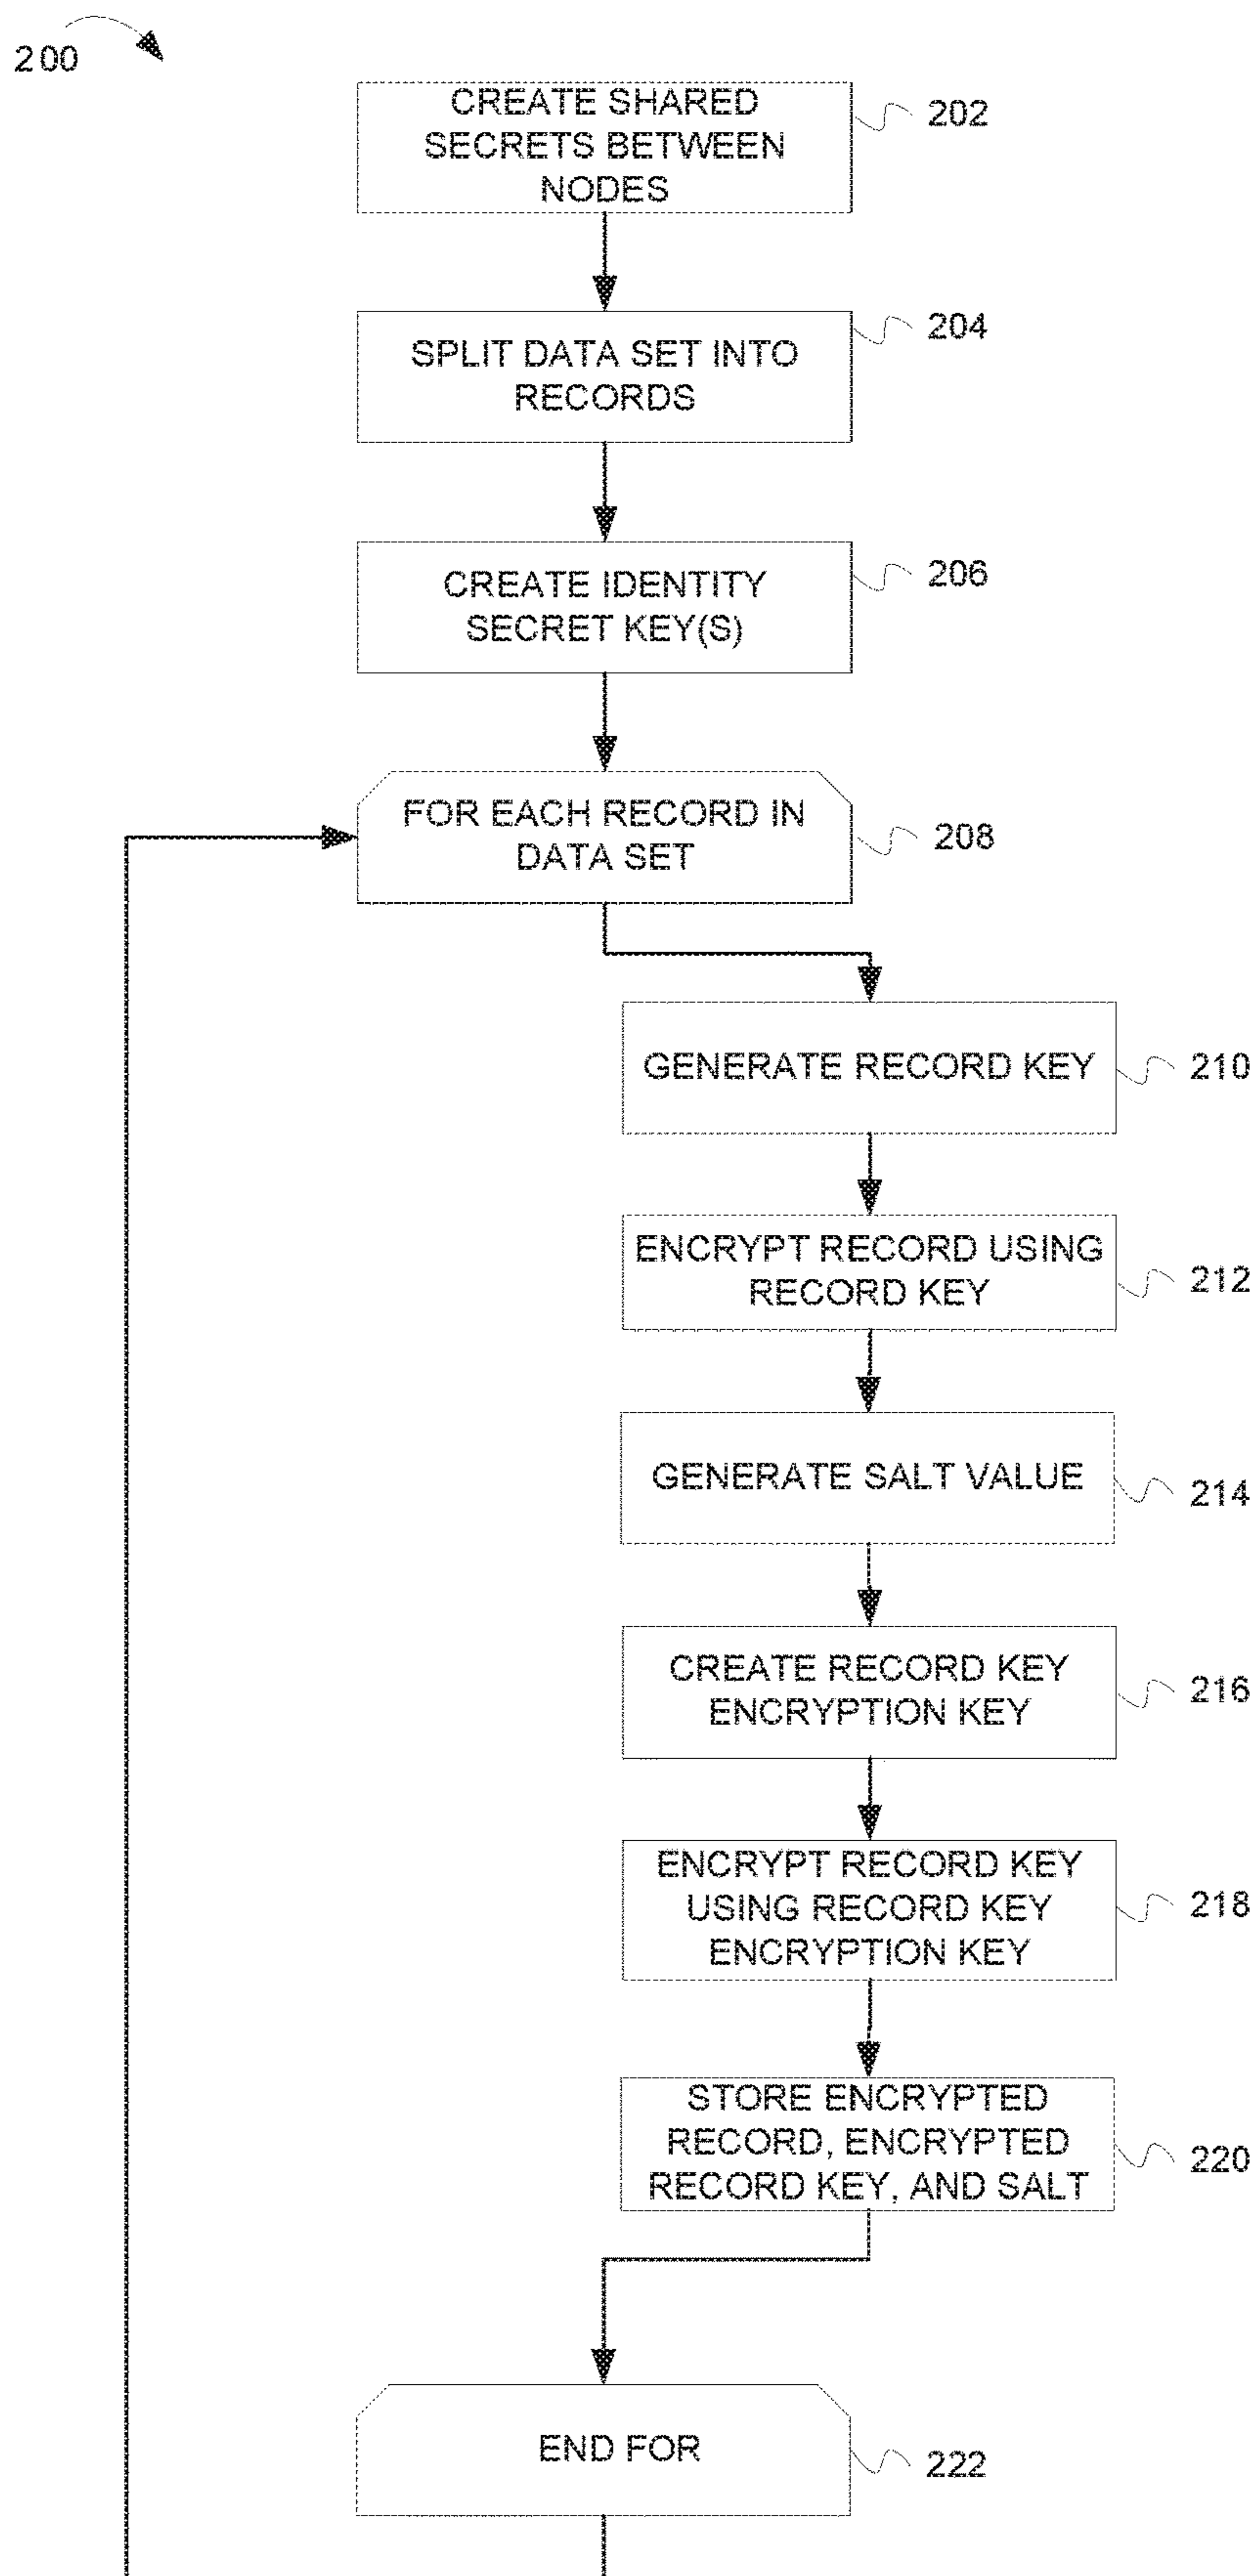 200
CREATE SHARED
SECRETS BETWEEN
NODES
202
SPLIT DATA SET INTO
RECORDS
204
CREATE IDENTITY
SECRET KEY(S)
206
FOR EACH RECORD IN
DATA SET
208
GENERATE RECORD KEY
210
ENCRYPT RECORD USING
RECORD KEY
212
GENERATE SALT VALUE
214
CREATE RECORD KEY
ENCRYPTION KEY
216
ENCRYPT RECORD KEY
USING RECORD KEY
ENCRYPTION KEY
218
STORE ENCRYPTED
RECORD, ENCRYPTED
RECORD KEY, AND SALT
220
END FOR
222